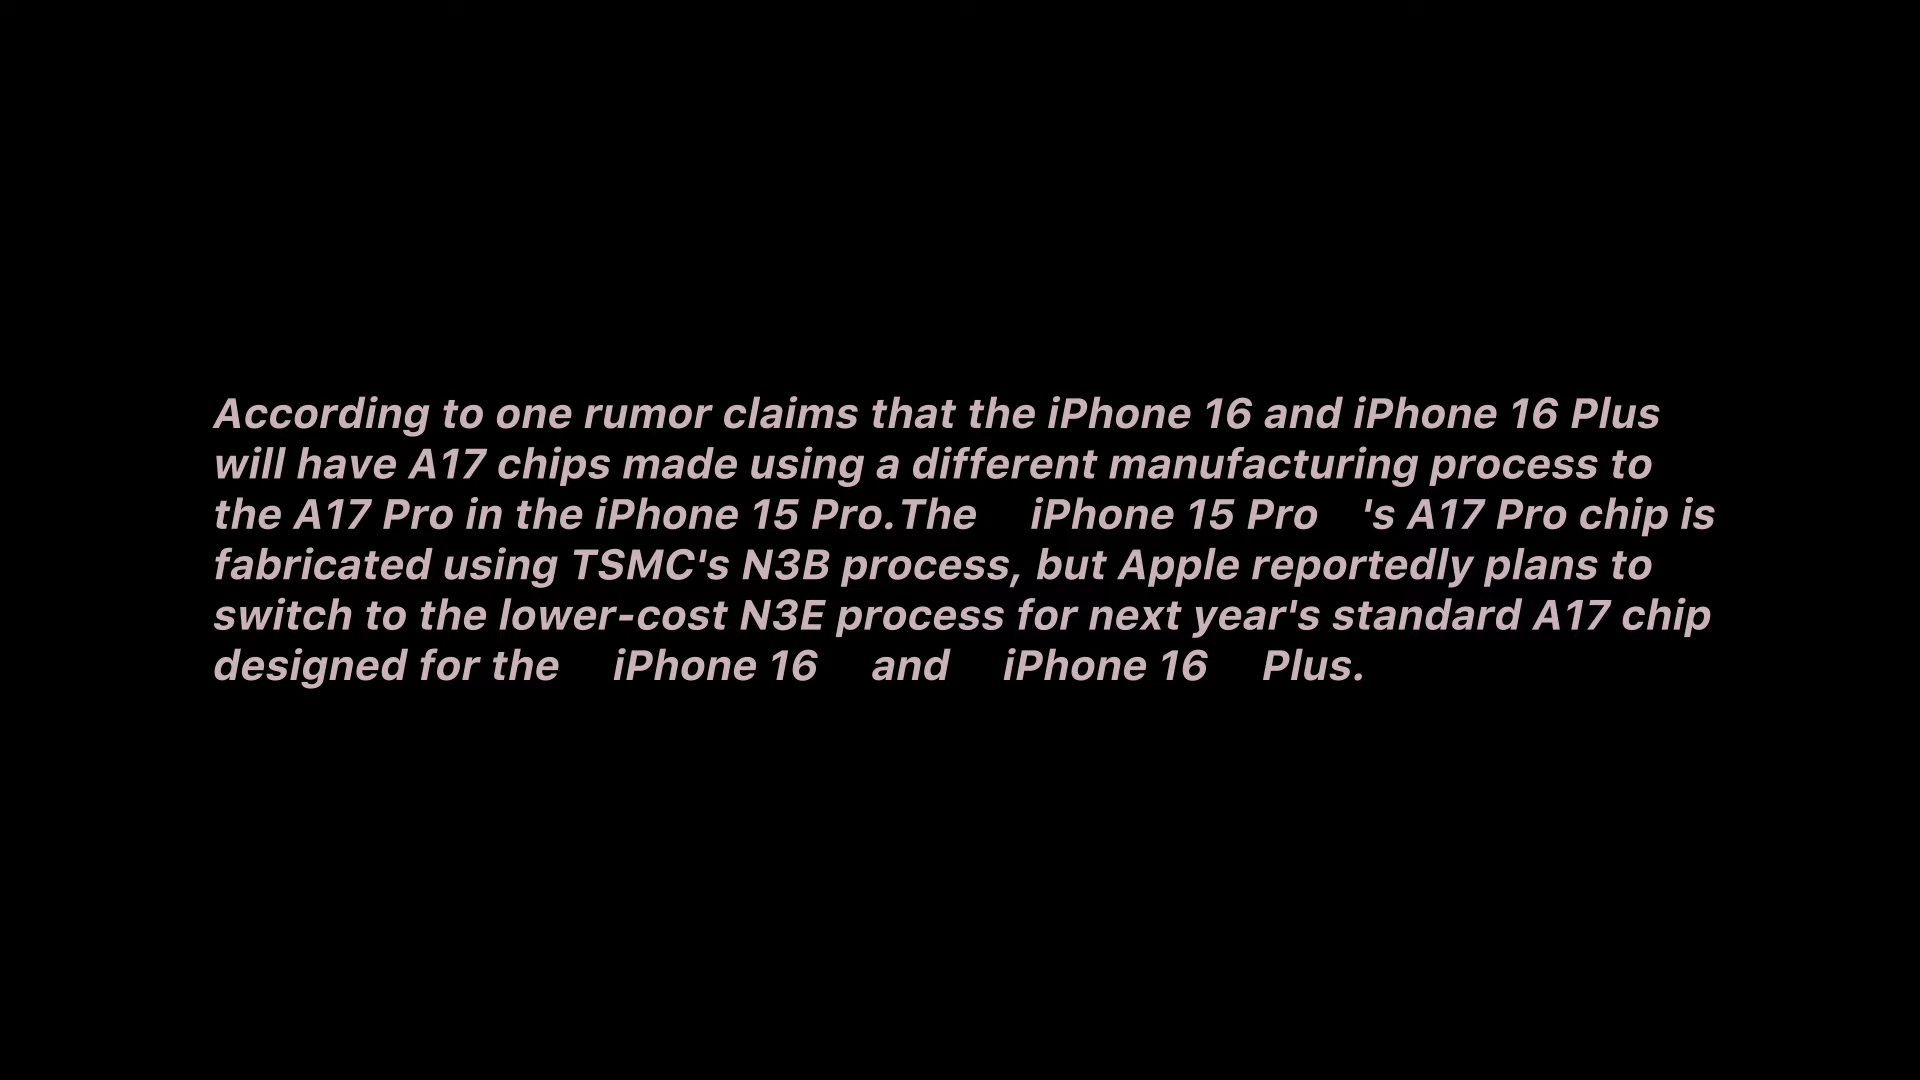 According to one rumor claims that the iPhone 16 and iPhone 16 Plus
will have A17 chips made using a different manufacturing process to
the A17 Pro in the iPhone 15 Pro.The iPhone 15 Pro 's A17 Pro chip is
fabricated using TSMC's N3B process, but Apple reportedly plans to
switch to the lower-cost N3E process for next year's standard A17 chip
designed for the iPhone 16 and iPhone 16 Plus.